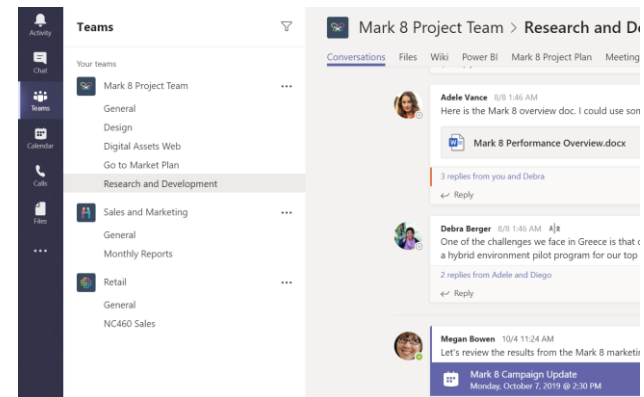 Activity
Chat
Teams
Calendar
Calls
Files
Teams
Your teams
Mark 8 Project Team
General
Design
Digital Assets Web
Go to Market Plan
Research and Development
Sales and Marketing
General
Monthly Reports
Retail
General
NC460 Sales
Mark 8 Project Team > Research and De
Conversations Files Wiki Power BI Mark 8 Project Plan Meeting
Adele Vance 8/8 1:46 AM
Here is the Mark 8 overview doc. I could use som
Mark 8 Performance Overview.docx
3 replies from you and Debra
Reply
Debra Berger 8/8 1:46 AM
One of the challenges we face in Greece is that
a hybrid environment pilot program for our top
2 replies from Adele and Diego
Reply
Megan Bowen 10/4 11:24 AM
Let's review the results from the Mark 8 marketin
Mark 8 Campaign Update
Monday, October 7, 2019 @ 2:30 PM